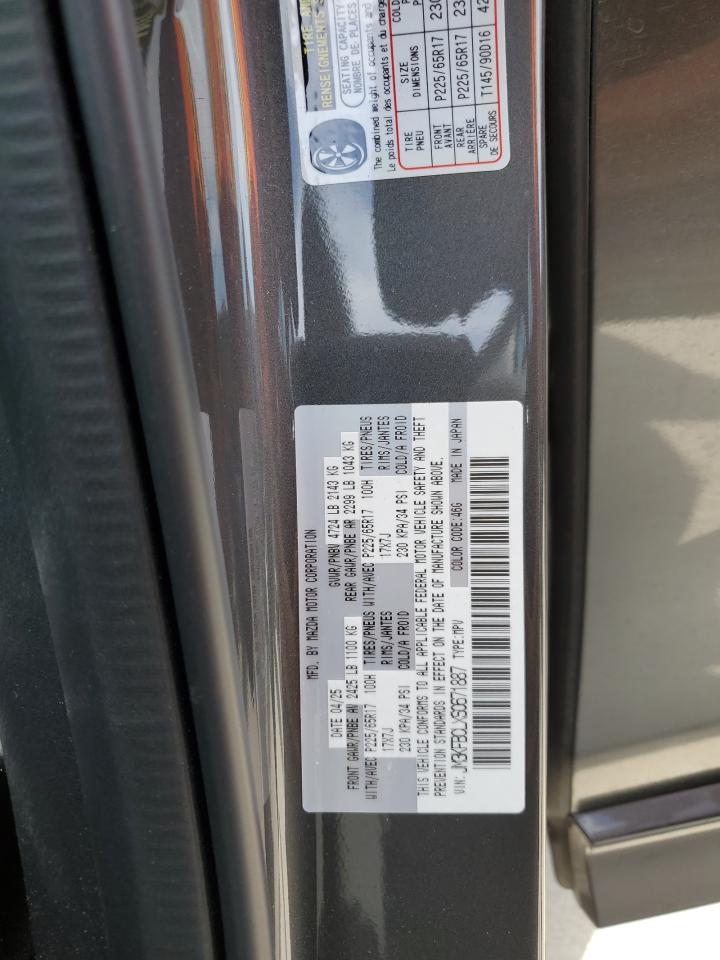 MFD. BY MAZDA MOTOR CORPORATION
DATE 04/25 GVWR/PNBV 4724 LB 2143 KG
FRONT GAWR/PNBE AV 2425 LB 1100 KG REAR GAWR/PNBE AR 2299 LB 1043 KG
WITH/AVEC P225/65R17 100H TIRES/PNEUS WITH/AVEC P225/65R17 100H TIRES/PNEUS
17X7J RIMS/JANTES 17X7J RIMS/JANTES
230 KPA/34 PSI COLD/A FROID 230 KPA/34 PSI COLD/A FROID
THIS VEHICLE CONFORMS TO ALL APPLICABLE FEDERAL MOTOR VEHICLE SAFETY AND THEFT
PREVENTION STANDARDS IN EFFECT ON THE DATE OF MANUFACTURE SHOWN ABOVE.
VIN: JM3KFBCLXS0571887 TYPE:MPV COLOR CODE:46G MADE IN JAPAN
TIRE
RENSEIGNEMENTS
SEATING CAPACITY
NOMBRE DE PLACES
The combined weight of occupants and
Le poids total des occupants et du
TIRE PNEU SIZE DIMENSIONS COLD
FRONT AVANT P225/65R17
REAR ARRIÈRE P225/65R17
SPARE DE SECOURS T145/90D16